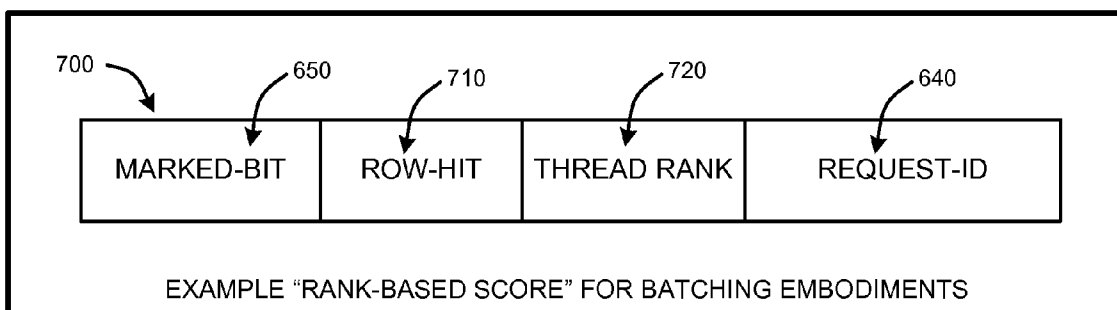 700
650
710
720
640
MARKED-BIT ROW-HIT THREAD RANK REQUEST-ID
EXAMPLE “RANK-BASED SCORE” FOR BATCHING EMBODIMENTS